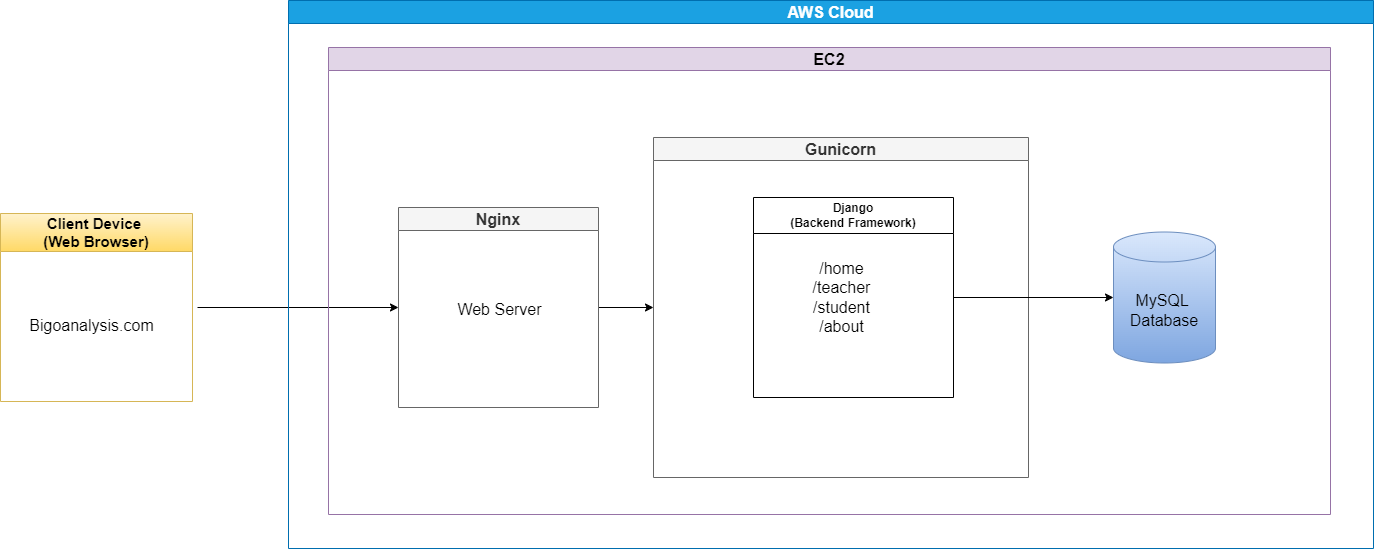 AWS Cloud
EC2
Client Device
(Web Browser)
Bigoanalysis.com
Nginx
Web Server
Gunicorn
Django
(Backend Framework)
/home
/teacher
/student
/about
MySQL
Database